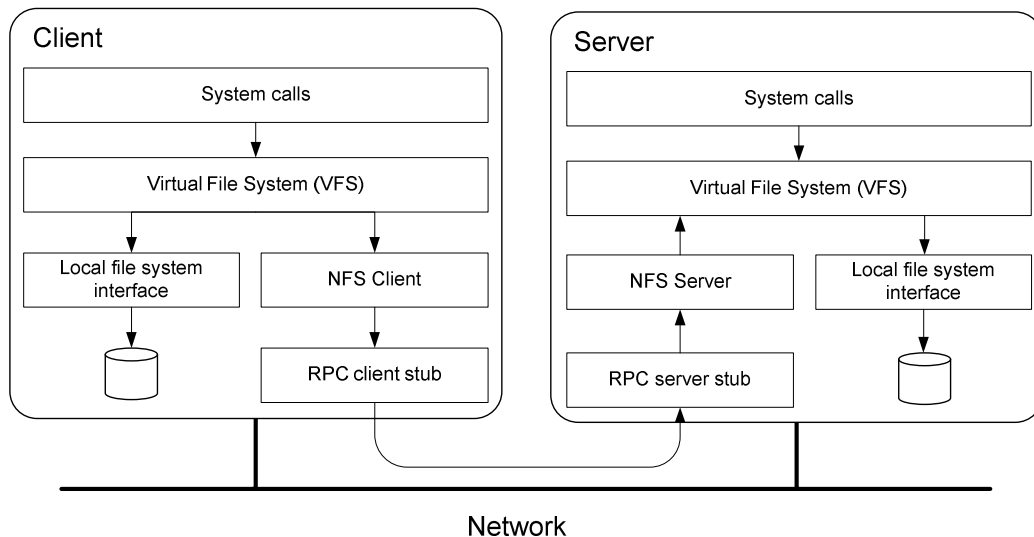 Client
System calls
Virtual File System (VFS)
Local file system
interface
NFS Client
RPC client stub
Server
System calls
Virtual File System (VFS)
NFS Server
Local file system
interface
RPC server stub
Network